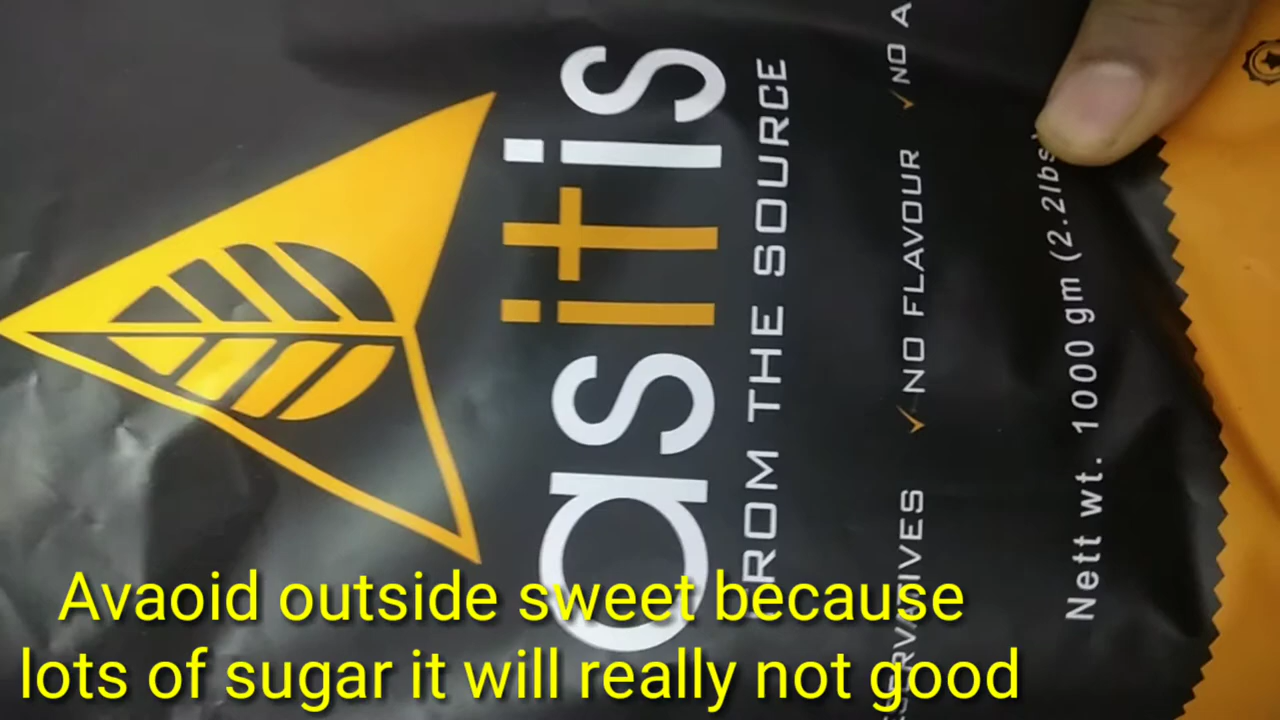 asitis
FROM THE SOURCE
✓NO FLAVOUR ✓NO A
Nett wt. 1000 gm (2.2lbs)
Avaoid outside sweet because
lots of sugar it will really not good